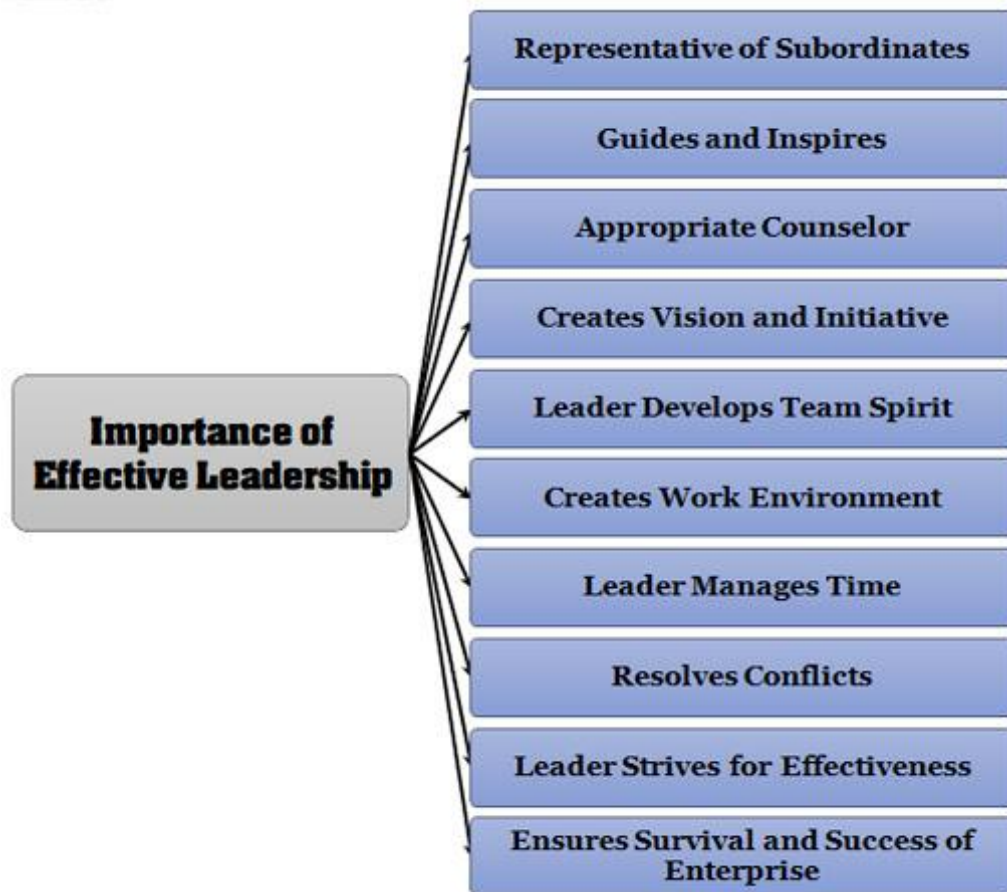 Importance of
Effective Leadership
Representative of Subordinates
Guides and Inspires
Appropriate Counselor
Creates Vision and Initiative
Leader Develops Team Spirit
Creates Work Environment
Leader Manages Time
Resolves Conflicts
Leader Strives for Effectiveness
Ensures Survival and Success of
Enterprise